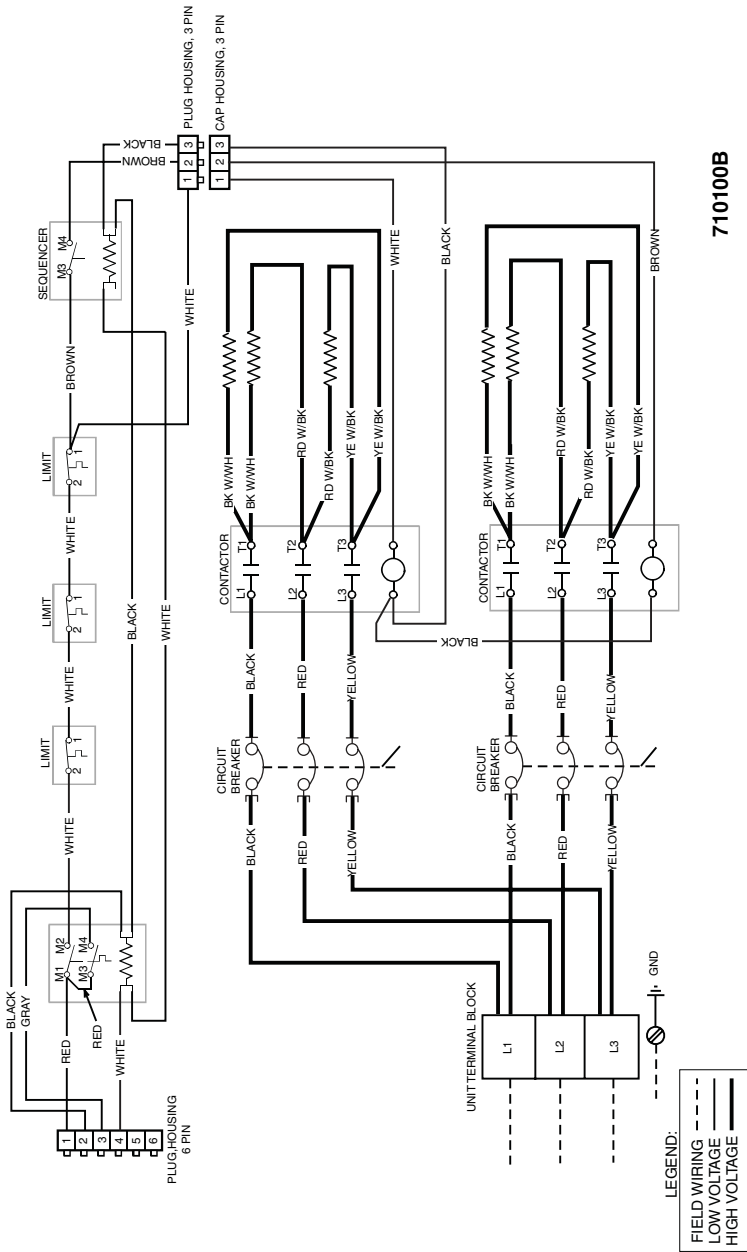 BLACK
GRAY
RED
RED
WHITE
M1
M2
M3
M4
1
2
3
4
5
6
PLUG,HOUSING
6 PIN
WHITE
LIMIT
2
1
WHITE
LIMIT
2
1
WHITE
LIMIT
2
1
BROWN
BLACK
WHITE
WHITE
SEQUENCER
M3
M4
BROWN
BLACK
PLUG HOUSING, 3 PIN
1
2
3
CAP HOUSING, 3 PIN
1
2
3
UNIT TERMINAL BLOCK
L1
L2
L3
GND
BLACK
RED
YELLOW
CIRCUIT
BREAKER
BLACK
RED
YELLOW
CONTACTOR
L1
T1
L2
T2
L3
T3
BK W/WH
BK W/WH
RD W/BK
RD W/BK
YE W/BK
YE W/BK
WHITE
BLACK
BLACK
BLACK
RED
YELLOW
CIRCUIT
BREAKER
BLACK
RED
YELLOW
CONTACTOR
L1
T1
L2
T2
L3
T3
BK W/WH
BK W/WH
RD W/BK
RD W/BK
YE W/BK
YE W/BK
BROWN
LEGEND:
FIELD WIRING
LOW VOLTAGE
HIGH VOLTAGE
710100B